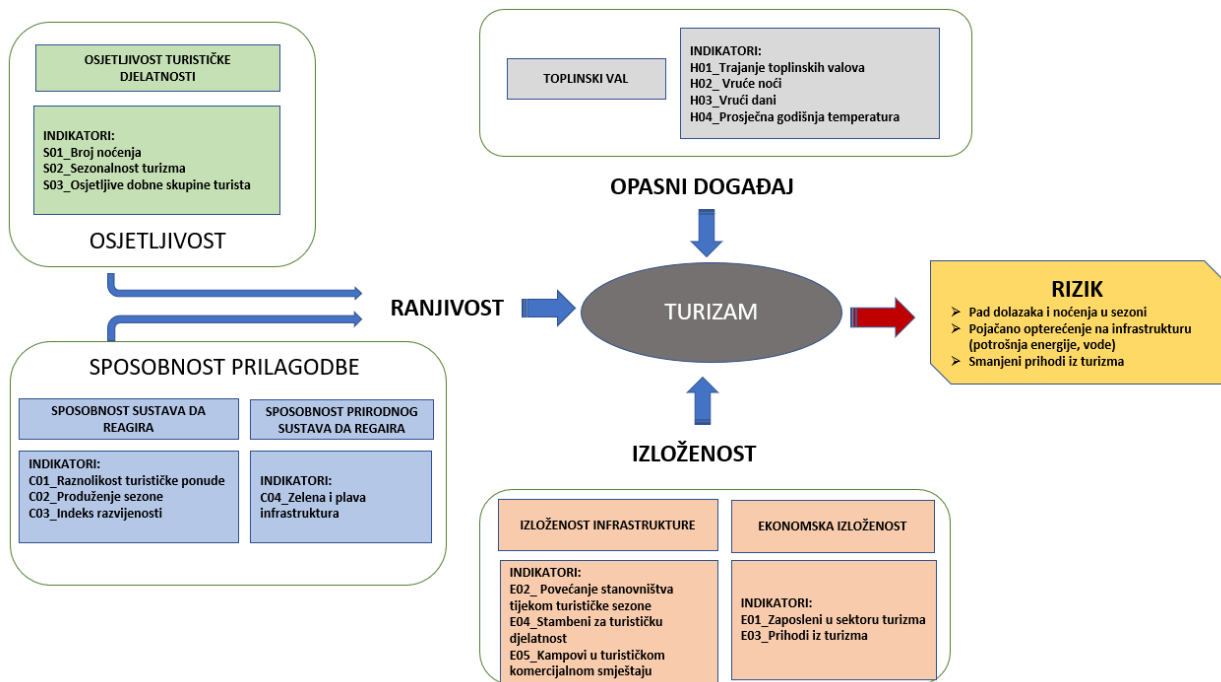 OSJETLJIVOST TURISTIČKE
DJELATNOSTI
INDIKATORI:
S01_Broj noćenja
S02_Sezonalnost turizma
S03_Osjetljive dobne skupine turista
OSJETLJIVOST
TOPLINSKI VAL
INDIKATORI:
H01_Trajanje toplinskih valova
H02_ Vruće noći
H03_Vrući dani
H04_Prosječna godišnja temperatura
OPASNI DOGAĐAJ
RANJIVOST
TURIZAM
RIZIK
➢ Pad dolazaka i noćenja u sezoni
➢ Pojačano opterećenje na infrastrukturu
(potrošnja energije, vode)
➢ Smanjeni prihodi iz turizma
SPOSOBNOST PRILAGODBE
SPOSOBNOST SUSTAVA DA
REAGIRA
INDIKATORI:
C01_Raznolikost turističke ponude
C02_Produženje sezone
C03_Indeks razvijenosti
SPOSOBNOST PRIRODNOG
SUSTAVA DA REGAIRA
INDIKATORI:
C04_Zelena i plava
infrastruktura
IZLOŽENOST
IZLOŽENOST INFRASTRUKTURE
INDIKATORI:
E02_ Povećanje stanovništva
tijekom turističke sezone
E04_Stambeni za turističku
djelatnost
E05_Kampovi u turističkom
komercijalnom smještaju
EKONOMSKA IZLOŽENOST
INDIKATORI:
E01_Zaposleni u sektoru turizma
E03_Prihodi iz turizma